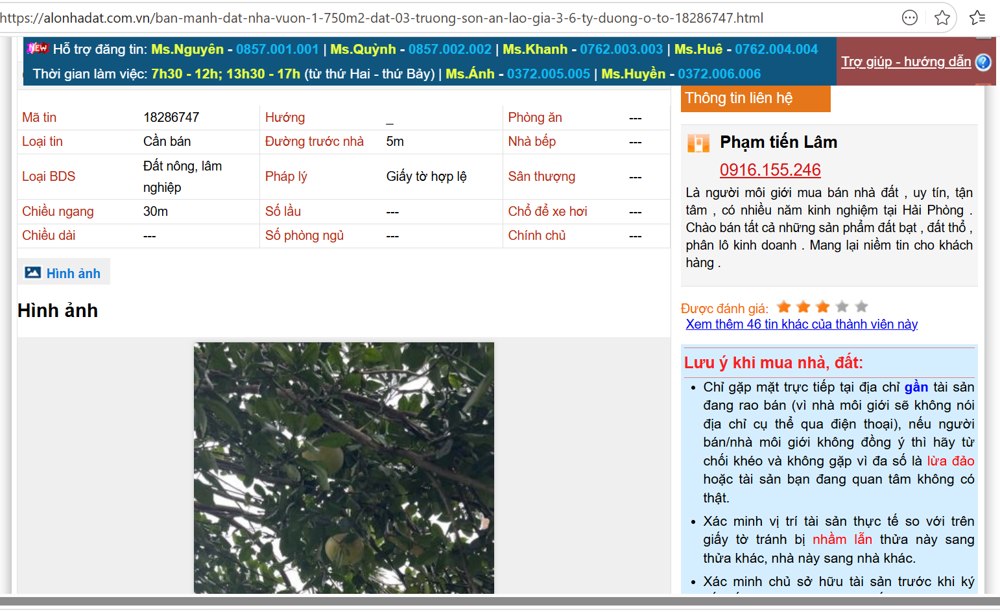 https://alonhadat.com.vn/ban-manh-dat-nha-vuon-1-750m2-dat-03-truong-son-an-lao-gia-3-6-ty-duong-o-to-18286747.html
NEW Hỗ trợ đăng tin: Ms.Nguyên - 0857.001.001 | Ms.Quỳnh - 0857.002.002 | Ms.Khanh - 0762.003.003 | Ms.Huê - 0762.004.004
Thời gian làm việc: 7h30 - 12h; 13h30 - 17h (từ thứ Hai - thứ Bảy) | Ms.Ánh - 0372.005.005 | Ms.Huyền - 0372.006.006
Trợ giúp - hướng dẫn ?
Mã tin 18286747 Hướng _ Phòng ăn ---
Loại tin Cần bán Đường trước nhà 5m Nhà bếp ---
Loại BDS Đất nông, lâm nghiệp Pháp lý Giấy tờ hợp lệ Sân thượng ---
Chiều ngang 30m Số lầu --- Chổ để xe hơi ---
Chiều dài --- Số phòng ngủ --- Chính chủ ---
Hình ảnh
Hình ảnh
Thông tin liên hệ
Phạm tiến Lâm
0916.155.246
Là người môi giới mua bán nhà đất , uy tín, tận
tâm , có nhiều năm kinh nghiệm tại Hải Phòng .
Chào bán tất cả những sản phẩm đất bạt , đất thổ ,
phân lô kinh doanh . Mang lại niềm tin cho khách
hàng .
Được đánh giá:
Xem thêm 46 tin khác của thành viên này
Lưu ý khi mua nhà, đất:
• Chỉ gặp mặt trực tiếp tại địa chỉ gần tài sản
đang rao bán (vì nhà môi giới sẽ không nói
địa chỉ cụ thể qua điện thoại), nếu người
bán/nhà môi giới không đồng ý thì hãy từ
chối khéo và không gặp vì đa số là lừa đảo
hoặc tài sản bạn đang quan tâm không có
thật.
• Xác minh vị trí tài sản thực tế so với trên
giấy tờ tránh bị nhầm lẫn thửa này sang
thửa khác, nhà này sang nhà khác.
• Xác minh chủ sở hữu tài sản trước khi ký